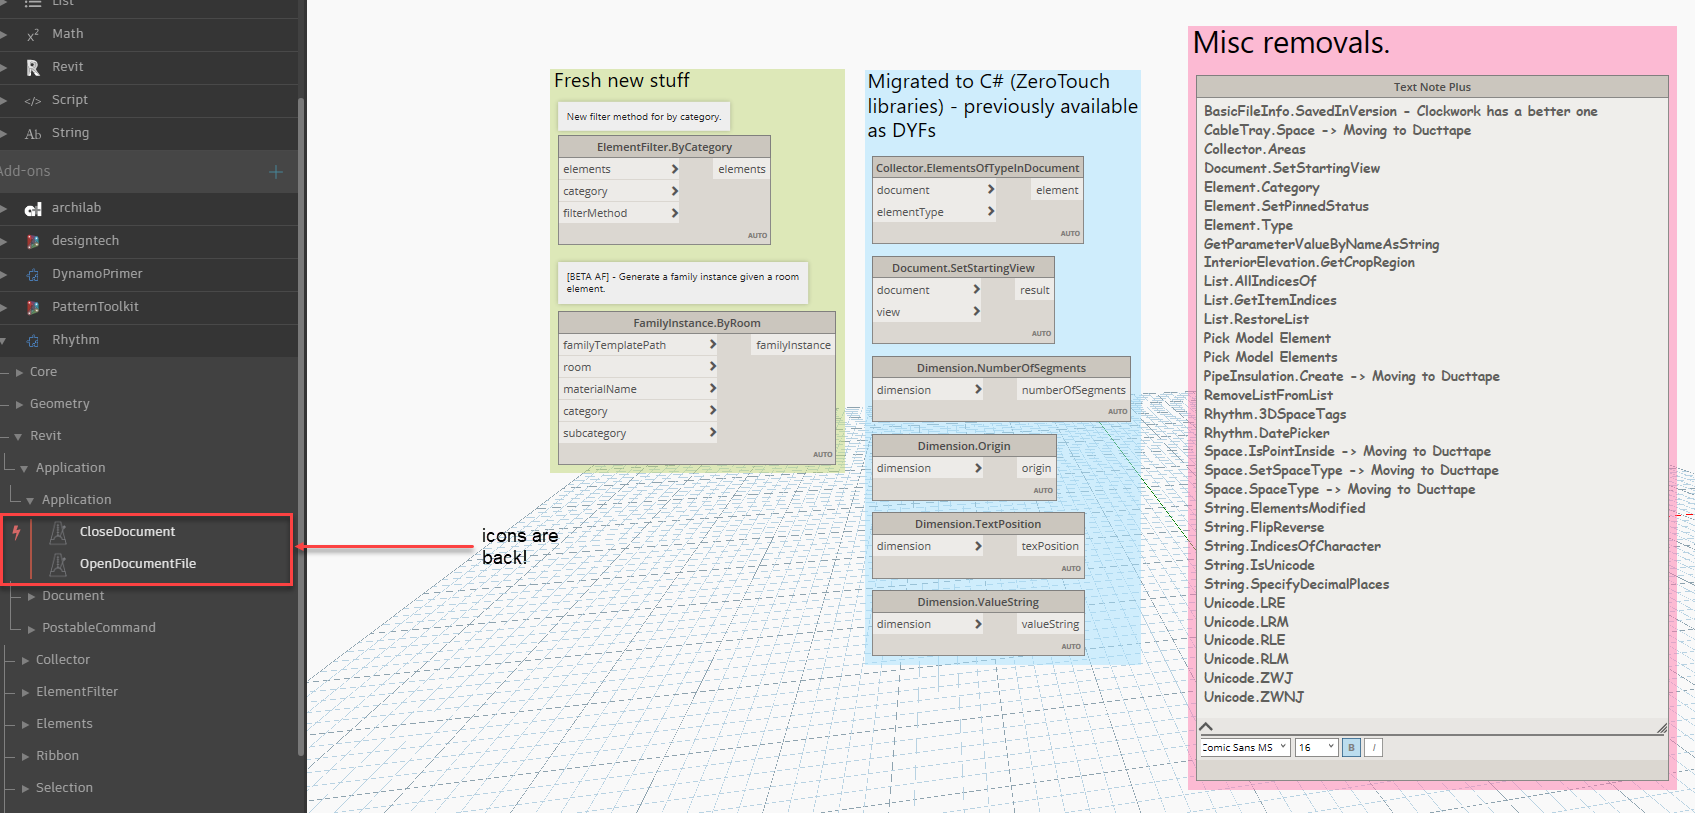 List
Math
Revit
Script
String
Add-ons
archilab
designtech
DynamoPrimer
PatternToolkit
Rhythm
Core
Geometry
Revit
Application
Application
CloseDocument
OpenDocumentFile
Document
PostableCommand
Collector
ElementFilter
Elements
Ribbon
Selection
icons are
back!
Fresh new stuff
New filter method for by category.
ElementFilter.ByCategory
elements > elements
category >
filterMethod >
AUTO
[BETA AF] - Generate a family instance given a room
element.
FamilyInstance.ByRoom
familyTemplatePath > familyInstance
room >
materialName >
category >
subcategory >
AUTO
Migrated to C# (ZeroTouch
libraries) - previously available
as DYFs
Collector.ElementsOfTypeInDocument
document > element
elementType >
AUTO
Document.SetStartingView
document > result
view >
AUTO
Dimension.NumberOfSegments
dimension > numberOfSegments
AUTO
Dimension.Origin
dimension > origin
AUTO
Dimension.TextPosition
dimension > texPosition
AUTO
Dimension.ValueString
dimension > valueString
AUTO
Misc removals.
Text Note Plus
BasicFileInfo.SavedInVersion - Clockwork has a better one
CableTray.Space -> Moving to Ducttape
Collector.Areas
Document.SetStartingView
Element.Category
Element.SetPinnedStatus
Element.Type
GetParameterValueByNameAsString
InteriorElevation.GetCropRegion
List.AllIndicesOf
List.GetItemIndices
List.RestoreList
Pick Model Element
Pick Model Elements
PipeInsulation.Create -> Moving to Ducttape
RemoveListFromList
Rhythm.3DSpaceTags
Rhythm.DatePicker
Space.IsPointInside -> Moving to Ducttape
Space.SetSpaceType -> Moving to Ducttape
Space.SpaceType -> Moving to Ducttape
String.ElementsModified
String.FlipReverse
String.IndicesOfCharacter
String.IsUnicode
String.SpecifyDecimalPlaces
Unicode.LRE
Unicode.LRM
Unicode.RLE
Unicode.RLM
Unicode.ZWJ
Unicode.ZWNJ
Comic Sans MS 16 B I